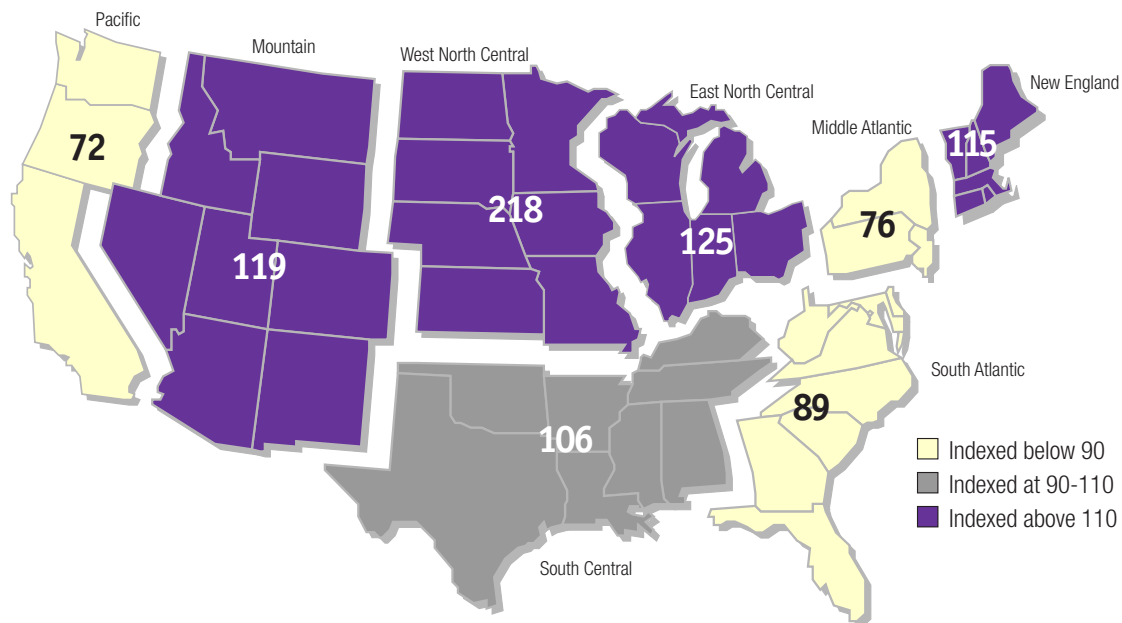 Pacific
Mountain
West North Central
East North Central
New England
Middle Atlantic
72
218
115
119
125
76
South Atlantic
89
106
Indexed below 90
Indexed at 90-110
Indexed above 110
South Central